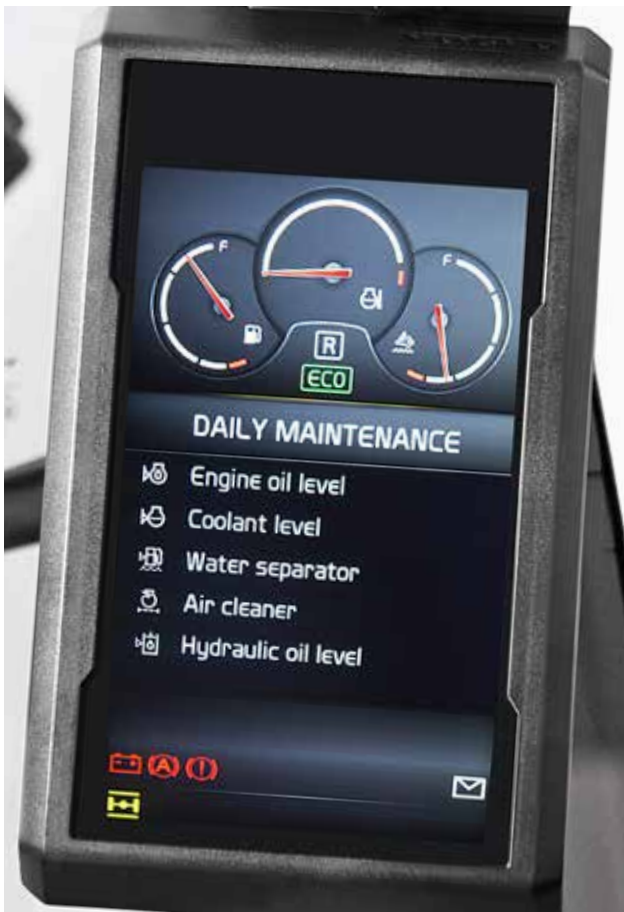 F
F
R
ECO
DAILY MAINTENANCE
Engine oil level
Coolant level
Water separator
Air cleaner
Hydraulic oil level
A